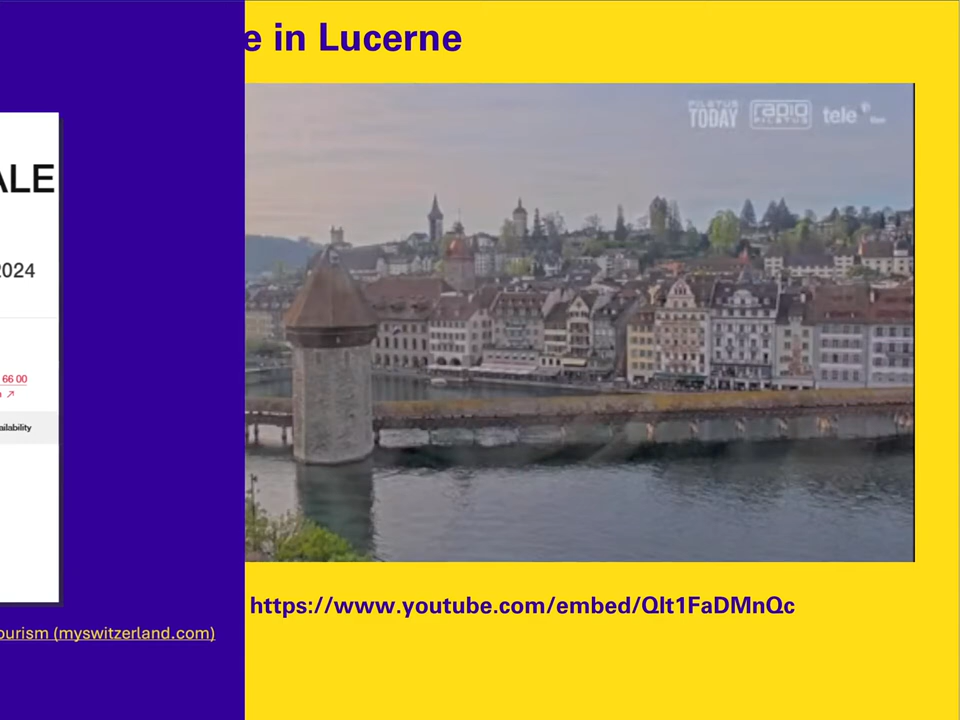 e in Lucerne
PILATUS
TODAY
radio
PILATUS
tele
ALE
2024
66 00
ailability
https://www.youtube.com/embed/QIt1FaDMnQc
ourism (myswitzerland.com)